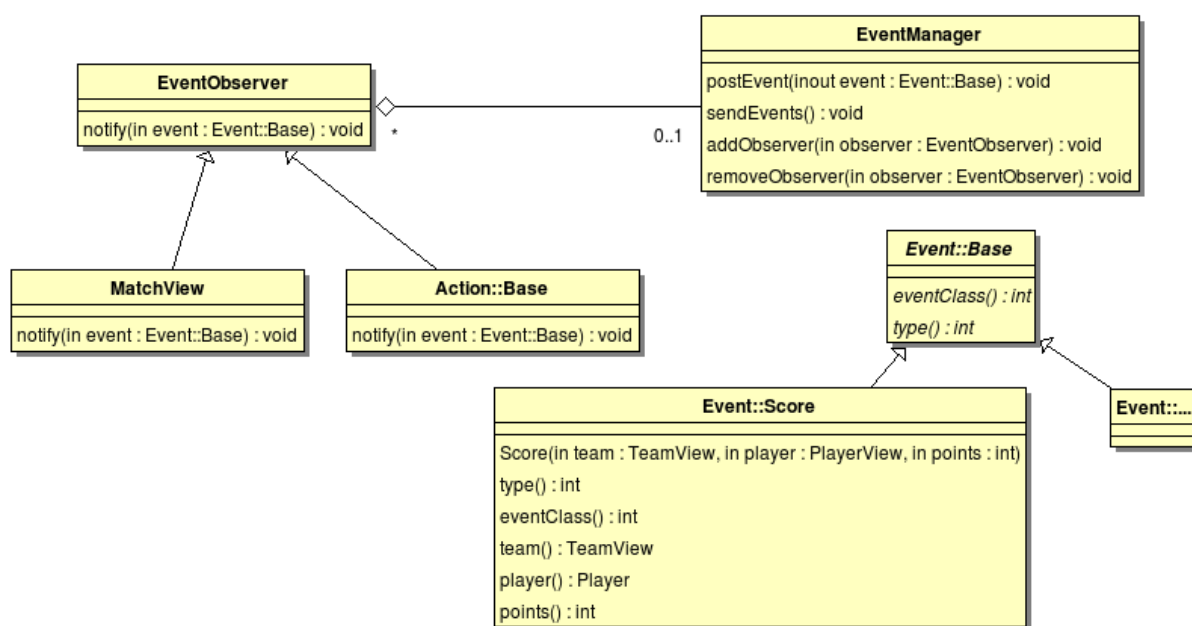 EventManager
postEvent(inout event : Event::Base) : void
sendEvents() : void
addObserver(in observer : EventObserver) : void
removeObserver(in observer : EventObserver) : void
EventObserver
notify(in event : Event::Base) : void
*
0..1
MatchView
notify(in event : Event::Base) : void
Action::Base
notify(in event : Event::Base) : void
Event::Base
eventClass() : int
type() : int
Event::Score
Score(in team : TeamView, in player : PlayerView, in points : int)
type() : int
eventClass() : int
team() : TeamView
player() : Player
points() : int
Event::...